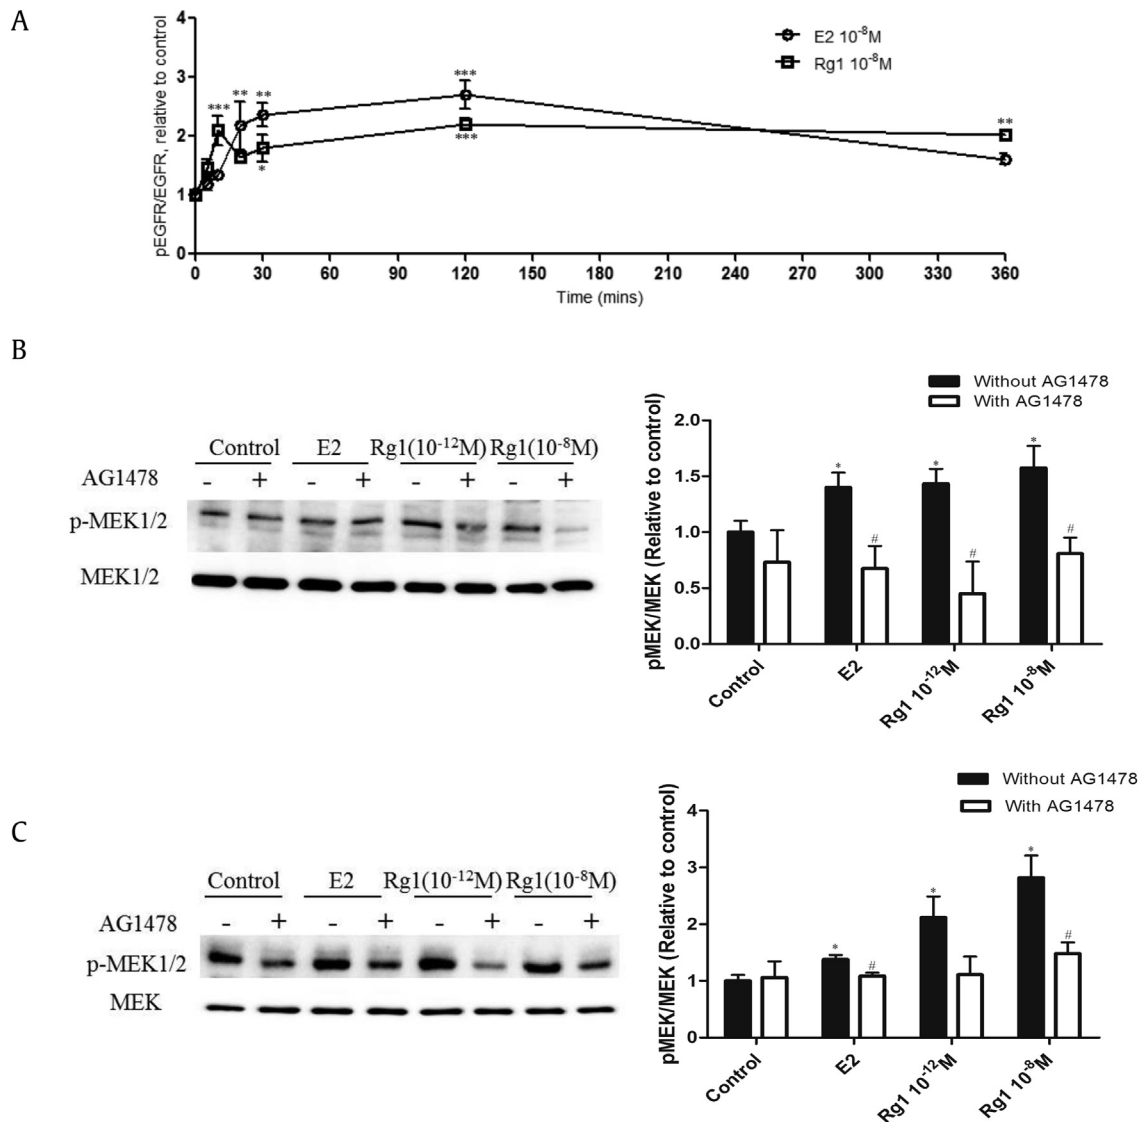 A
pEGFR/EGFR, relative to control
4
3
2
1
0
E2 10⁻⁸M
Rg1 10⁻⁸M
***
**
**
*
***
***
**
0 30 60 90 120 150 180 210 240 270 300 330 360
Time (mins)
B
Control E2 Rg1(10⁻¹²M) Rg1(10⁻⁸M)
AG1478 - + - + - + - +
p-MEK1/2
MEK1/2
Without AG1478
With AG1478
pMEK/MEK (Relative to control)
2.0
1.5
1.0
0.5
0.0
* # * # * #
Control E2 Rg1 10⁻¹²M Rg1 10⁻⁸M
C
Control E2 Rg1(10⁻¹²M) Rg1(10⁻⁸M)
AG1478 - + - + - + - +
p-MEK1/2
MEK
Without AG1478
With AG1478
pMEK/MEK (Relative to control)
4
3
2
1
0
* # * * #
Control E2 Rg1 10⁻¹²M Rg1 10⁻⁸M